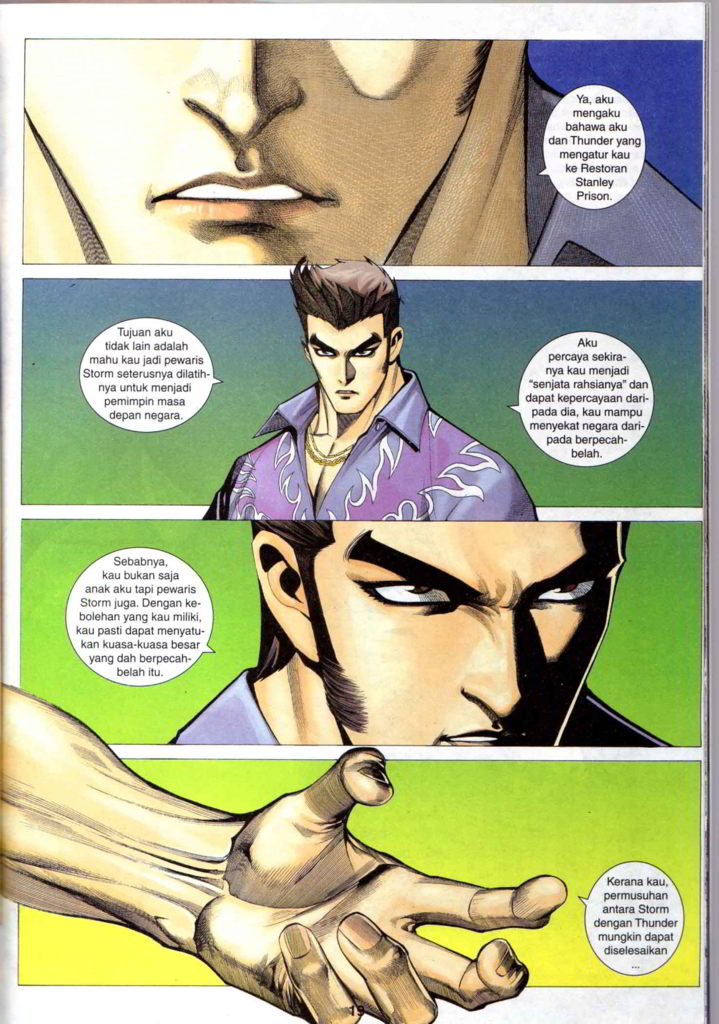 Ya, aku
mengaku
bahawa aku
dan Thunder yang
mengatur kau
ke Restoran
Stanley
Prison.
Tujuan aku
tidak lain adalah
mahu kau jadi pewaris
Storm seterusnya dilatih-
nya untuk menjadi
pemimpin masa
depan negara.
Aku
percaya sekira-
nya kau menjadi
“senjata rahsianya” dan
dapat kepercayaan dari-
pada dia, kau mampu
menyekat negara dari-
pada berpecah-
belah.
Sebabnya,
kau bukan saja
anak aku tapi pewaris
Storm juga. Dengan ke-
bolehan yang kau miliki,
kau pasti dapat menyatu-
kan kuasa-kuasa besar
yang dah berpecah-
belah itu.
Kerana kau,
permusuhan
antara Storm
dengan Thunder
mungkin dapat
diselesaikan
...
19